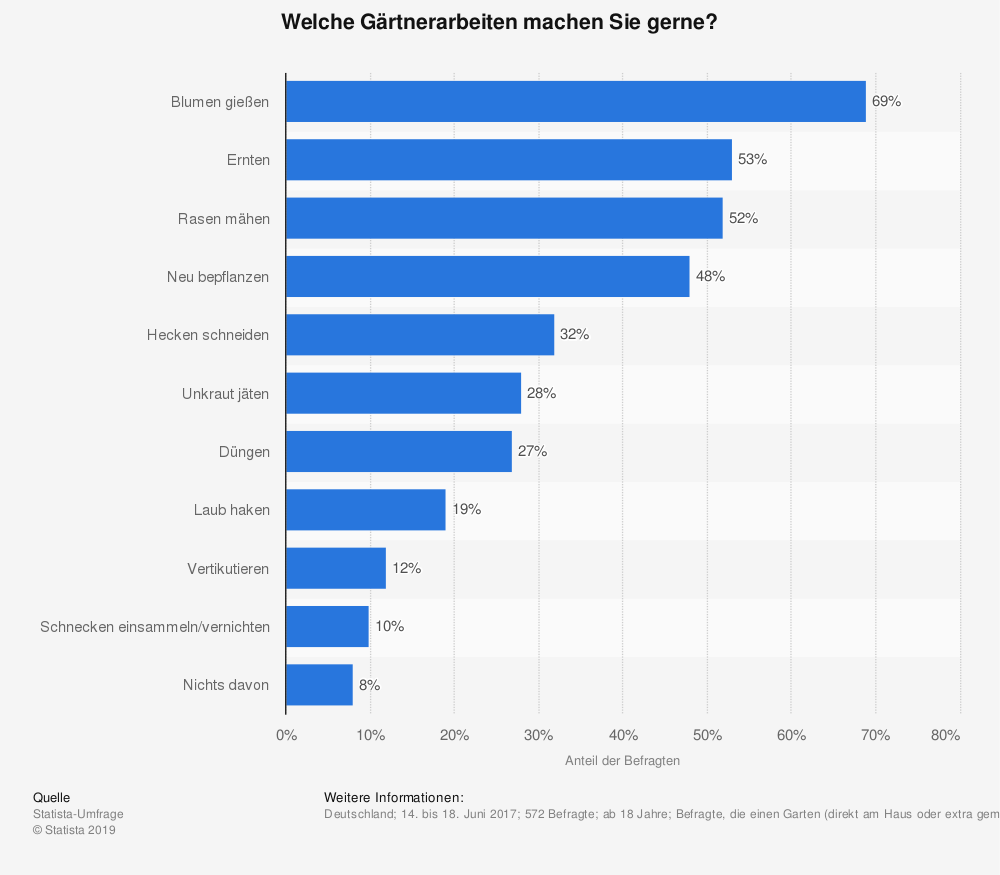 Welche Gärtnerarbeiten machen Sie gerne?
Blumen gießen 69%
Ernten 53%
Rasen mähen 52%
Neu bepflanzen 48%
Hecken schneiden 32%
Unkraut jäten 28%
Düngen 27%
Laub haken 19%
Vertikutieren 12%
Schnecken einsammeln/vernichten 10%
Nichts davon 8%
0% 10% 20% 30% 40% 50% 60% 70% 80%
Anteil der Befragten
Quelle
Statista-Umfrage
© Statista 2019
Weitere Informationen:
Deutschland; 14. bis 18. Juni 2017; 572 Befragte; ab 18 Jahre; Befragte, die einen Garten (direkt am Haus oder extra gem